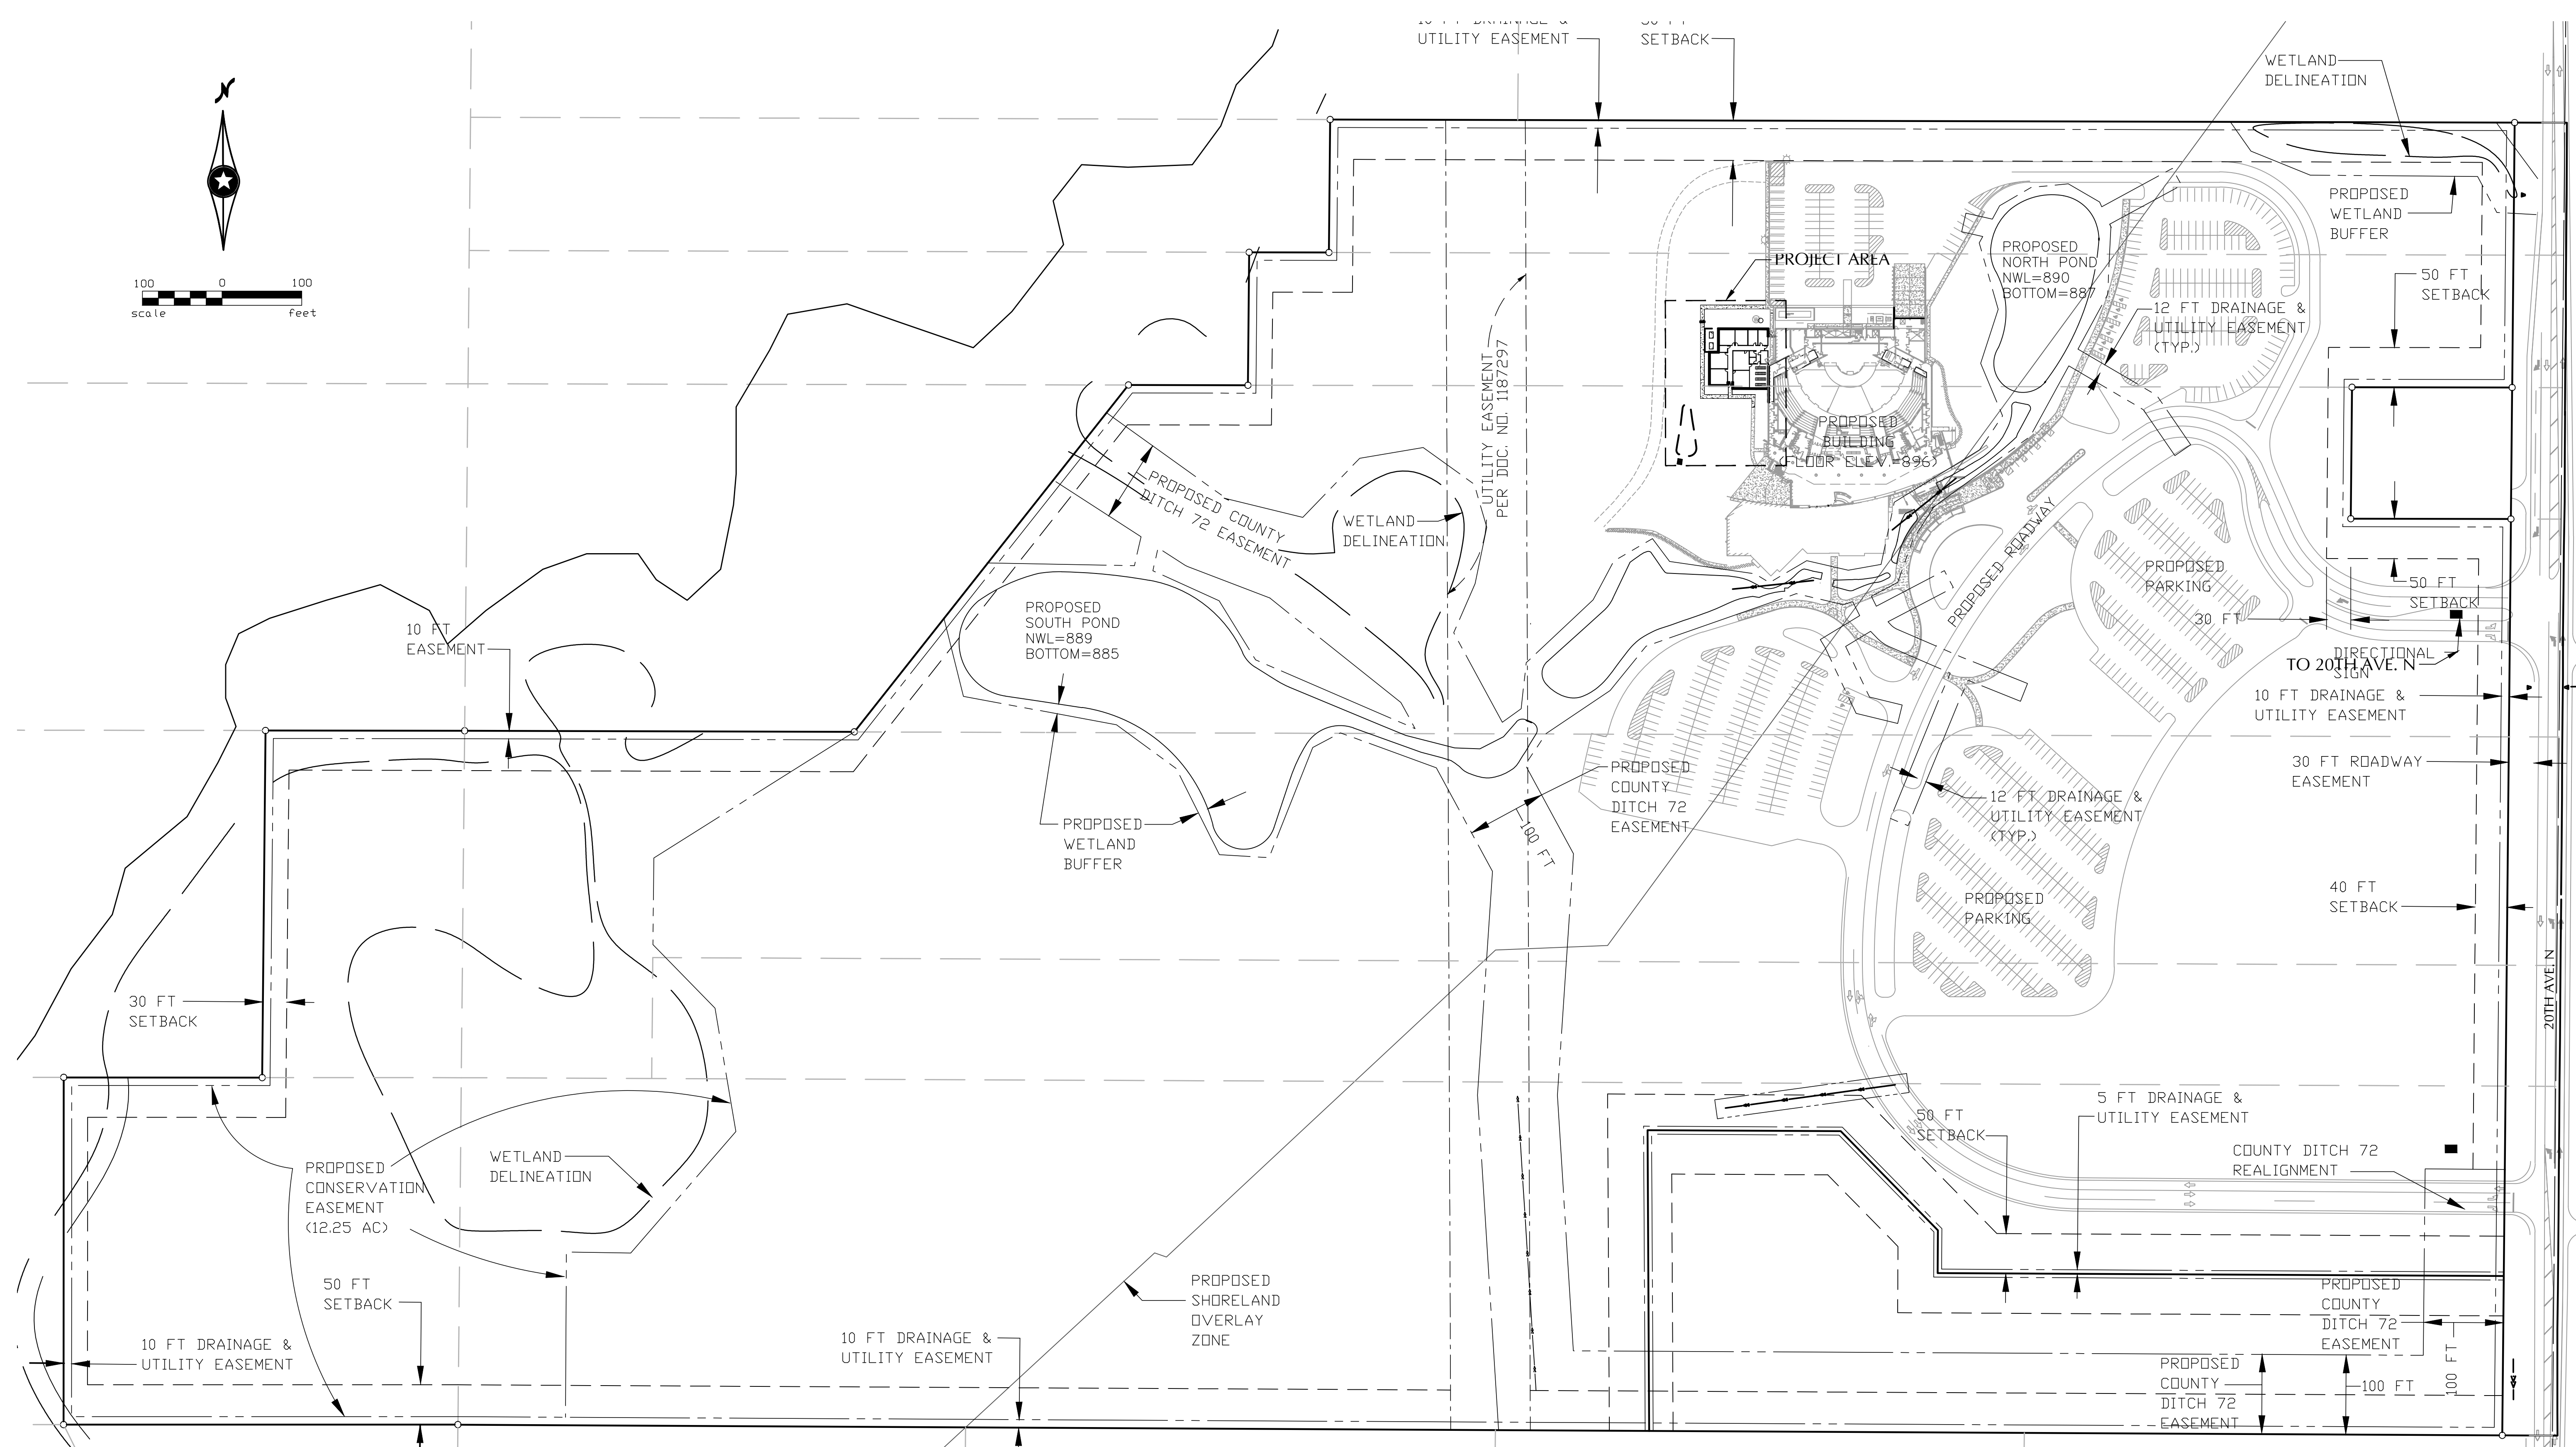 UTILITY EASEMENT
SETBACK
WETLAND
DELINEATION
N
100 0 100
scale feet
PROPOSED
WETLAND
BUFFER
PROJECT AREA
PROPOSED
NORTH POND
NWL=890
BOTTOM=887
50 FT
SETBACK
12 FT DRAINAGE &
UTILITY EASEMENT
(TYP.)
UTILITY EASEMENT
PER DOC. NO. 1187297
PROPOSED
BUILDING
(FLOOR ELEV.=896)
PROPOSED COUNTY
DITCH 72 EASEMENT
WETLAND
DELINEATION
PROPOSED ROADWAY
PROPOSED
PARKING
50 FT
SETBACK
30 FT
DIRECTIONAL
SIGN
TO 20TH AVE. N
10 FT DRAINAGE &
UTILITY EASEMENT
PROPOSED
SOUTH POND
NWL=889
BOTTOM=885
10 FT
EASEMENT
30 FT ROADWAY
EASEMENT
PROPOSED
COUNTY
DITCH 72
EASEMENT
100 FT
12 FT DRAINAGE &
UTILITY EASEMENT
(TYP.)
PROPOSED
WETLAND
BUFFER
PROPOSED
PARKING
40 FT
SETBACK
20TH AVE. N
30 FT
SETBACK
5 FT DRAINAGE &
UTILITY EASEMENT
50 FT
SETBACK
COUNTY DITCH 72
REALIGNMENT
WETLAND
DELINEATION
PROPOSED
CONSERVATION
EASEMENT
(12.25 AC)
50 FT
SETBACK
PROPOSED
SHORELAND
OVERLAY
ZONE
PROPOSED
COUNTY
DITCH 72
EASEMENT
10 FT DRAINAGE &
UTILITY EASEMENT
10 FT DRAINAGE &
UTILITY EASEMENT
PROPOSED
COUNTY
DITCH 72
EASEMENT
100 FT
100 FT